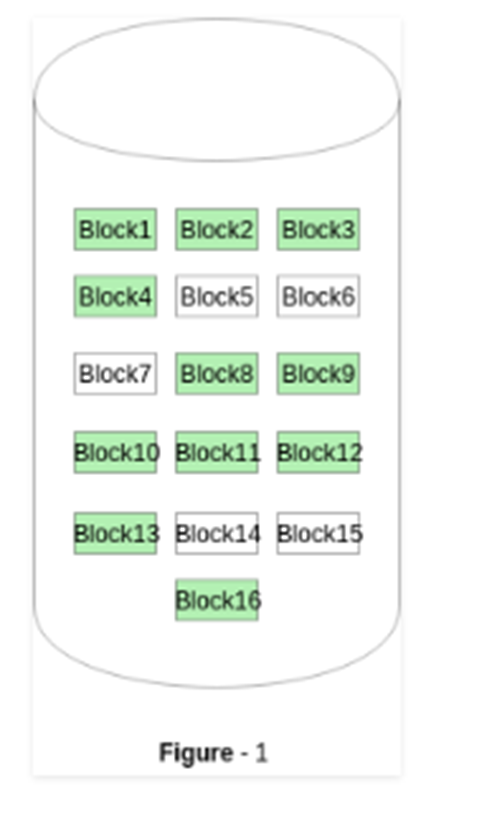 Block1 Block2 Block3
Block4 Block5 Block6
Block7 Block8 Block9
Block10 Block11 Block12
Block13 Block14 Block15
Block16
Figure - 1